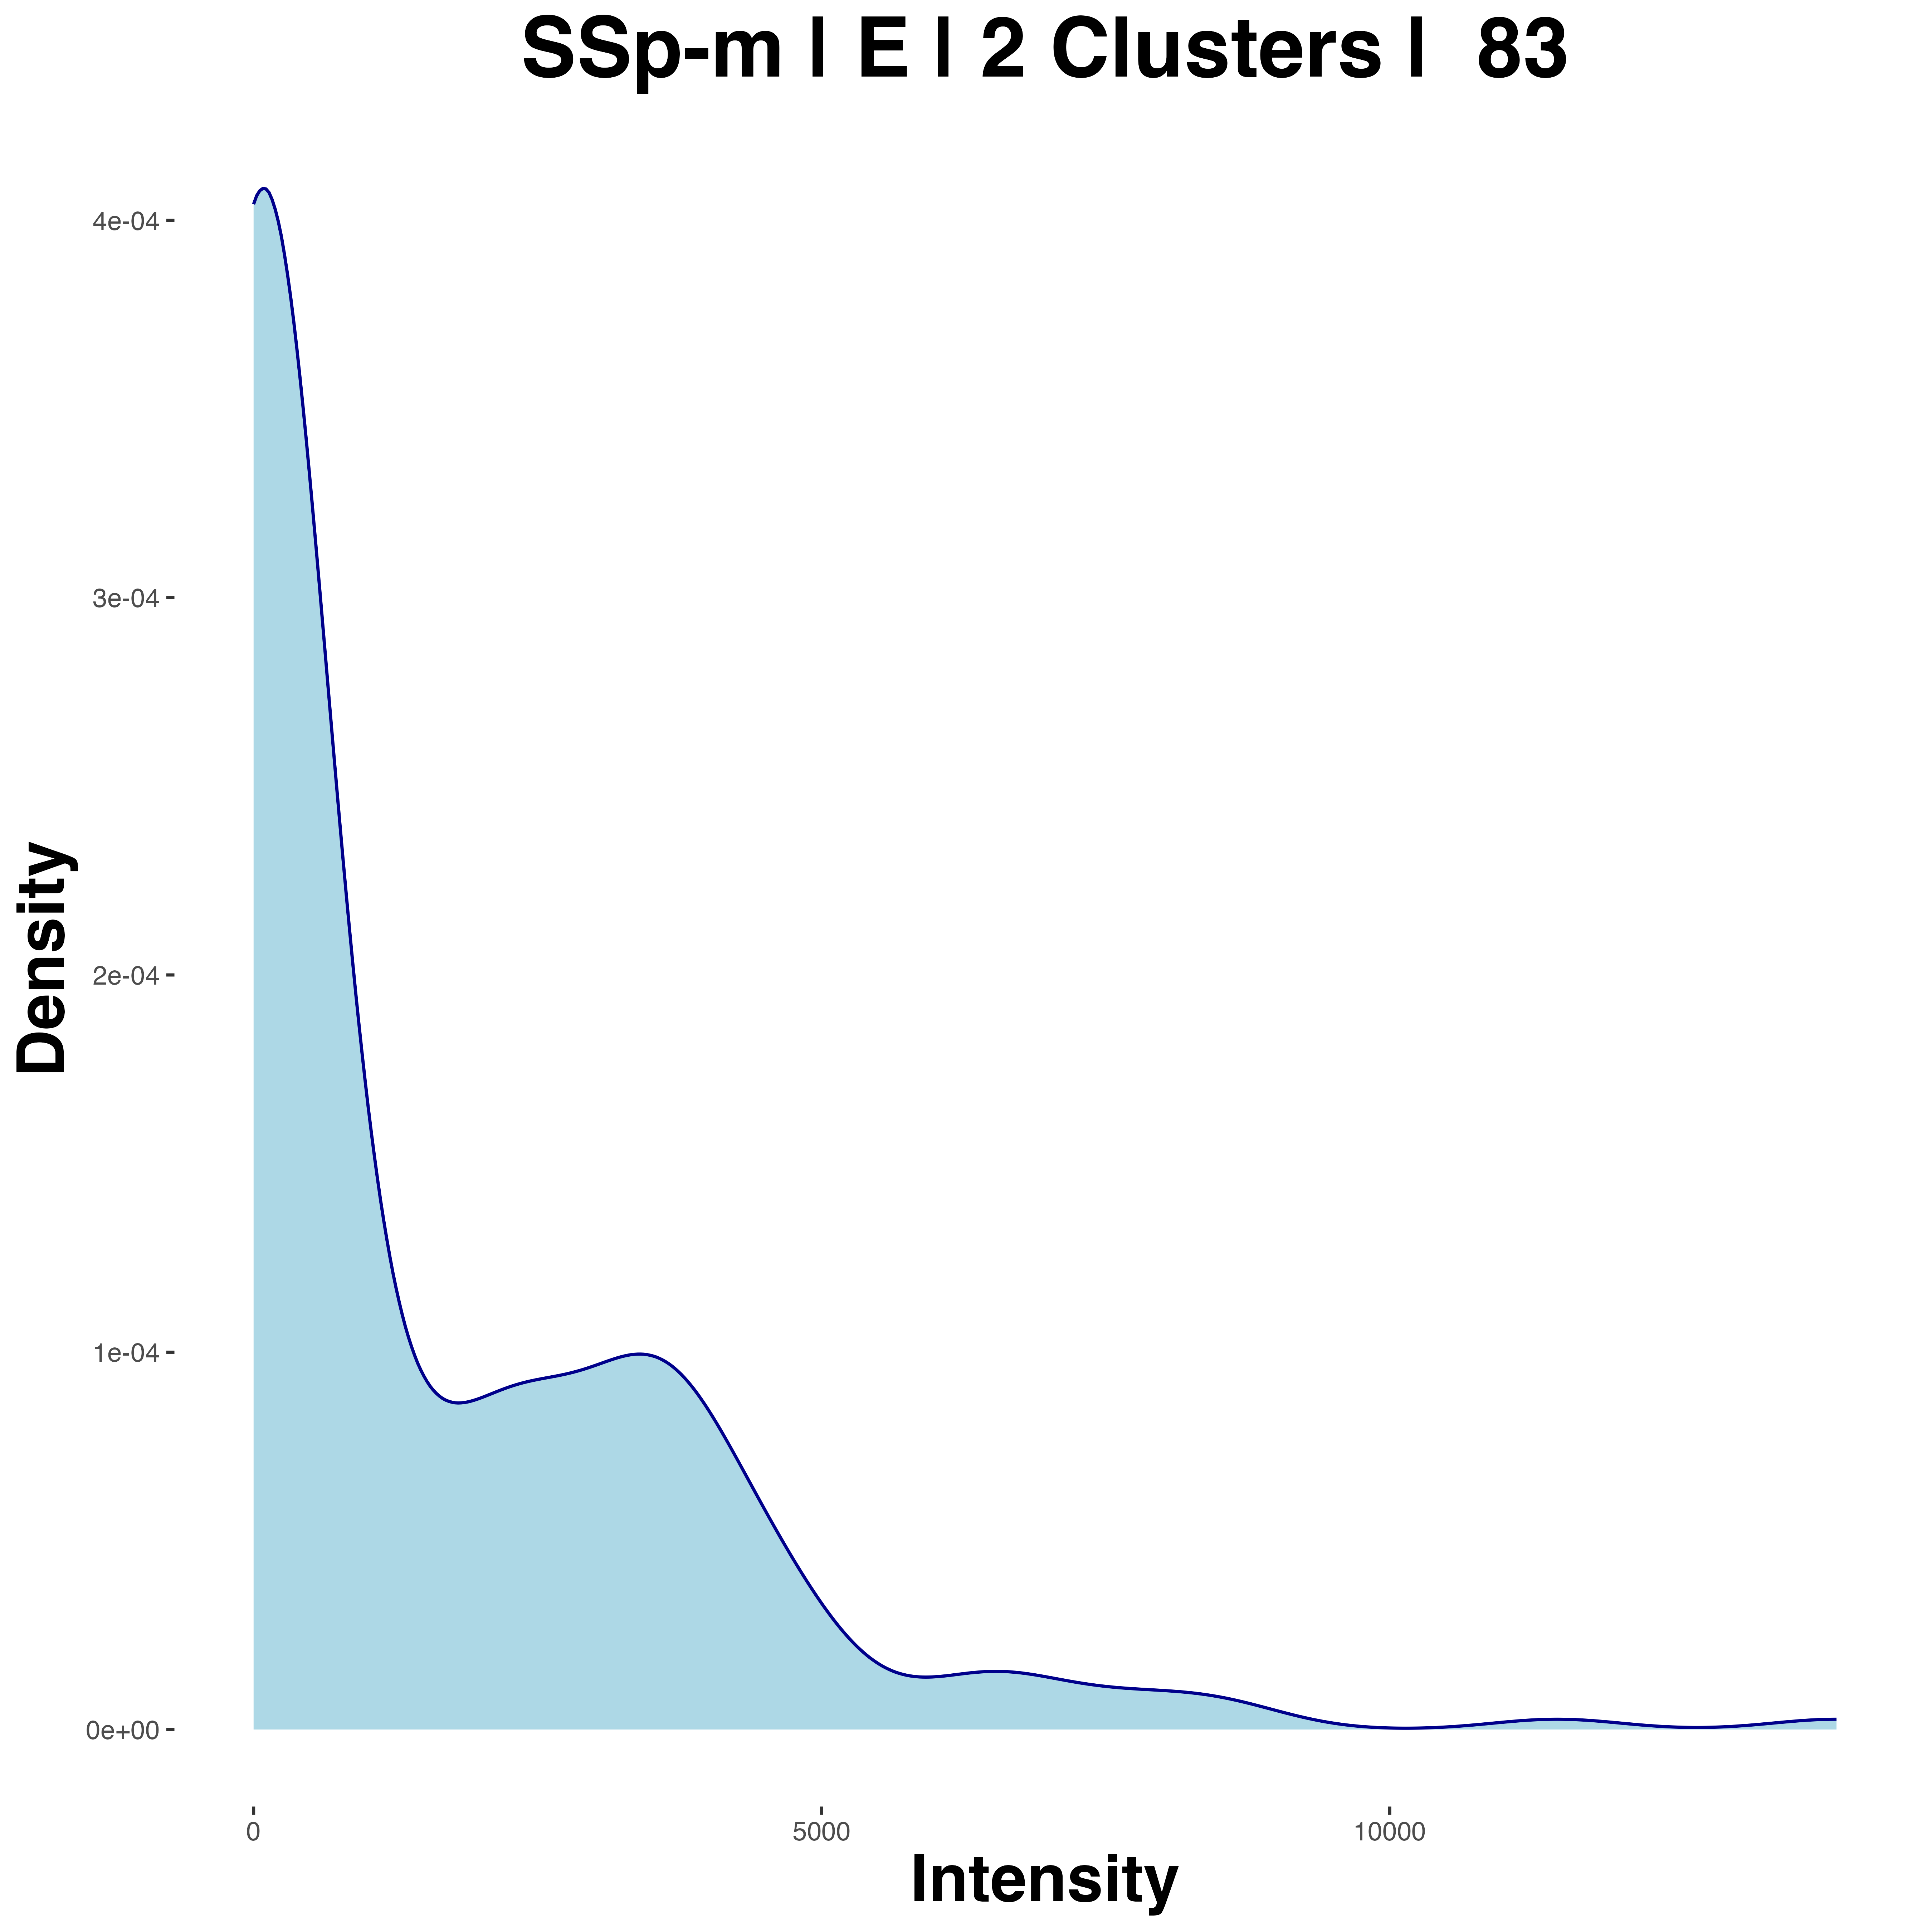 SSp-m | E | 2 Clusters | 83
Density
4e-04
3e-04
2e-04
1e-04
0e+00
0 5000 10000
Intensity